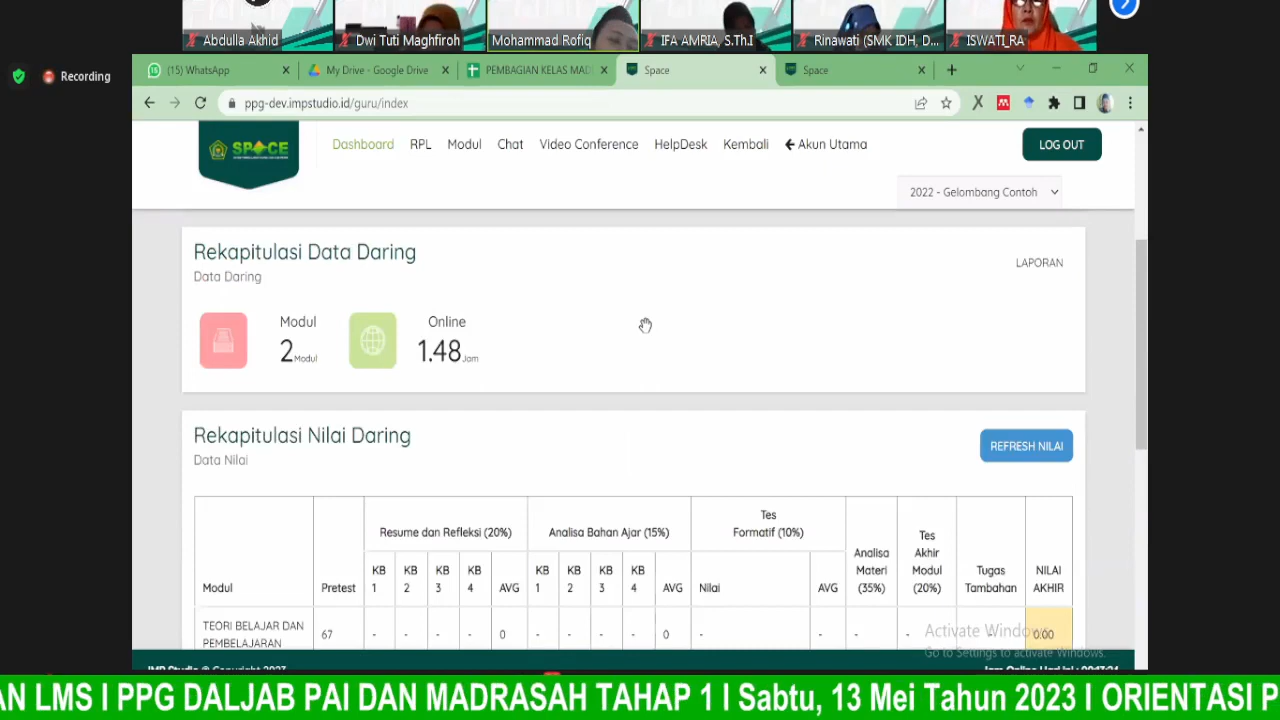 Abdulla Akhid
Dwi Tuti Maghfiroh
Mohammad Rofiq
IFA AMRIA, S.Th.I
Rinawati (SMK IDH, D...
ISWATI_RA
Recording
(15) WhatsApp
My Drive - Google Drive
PEMBAGIAN KELAS MAD
Space
Space
ppg-dev.impstudio.id/guru/index
SPACE
Dashboard
RPL
Modul
Chat
Video Conference
HelpDesk
Kembali
Akun Utama
LOG OUT
2022 - Gelombang Contoh
Rekapitulasi Data Daring
Data Daring
LAPORAN
Modul
2 Modul
Online
1.48 Jam
Rekapitulasi Nilai Daring
Data Nilai
REFRESH NILAI
Modul
Pretest
Resume dan Refleksi (20%)
KB 1
KB 2
KB 3
KB 4
AVG
Analisa Bahan Ajar (15%)
KB 1
KB 2
KB 3
KB 4
AVG
Tes
Formatif (10%)
Nilai
AVG
Analisa
Materi
(35%)
Tes
Akhir
Modul
(20%)
Tugas
Tambahan
NILAI
AKHIR
TEORI BELAJAR DAN
PEMBELAJARAN
67 - - - - 0 - - - - 0 - - - - - 0.00
Activate Windows
Go to Settings to activate Windows.
IMP Studio © Copyright 2023
AN LMS I PPG DALJAB PAI DAN MADRASAH TAHAP 1 I Sabtu, 13 Mei Tahun 2023 I ORIENTASI P